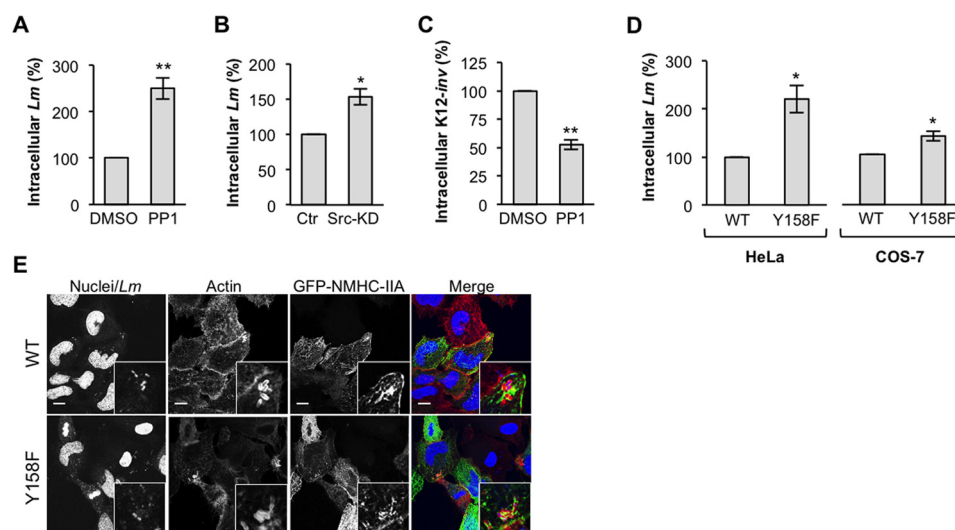 A
Intracellular Lm (%)
300
200
100
0
**
DMSO PP1
B
Intracellular Lm (%)
200
150
100
50
0
*
Ctr Src-KD
C
Intracellular K12-inv (%)
125
100
75
50
25
0
**
DMSO PP1
D
Intracellular Lm (%)
300
200
100
0
*
*
WT Y158F WT Y158F
HeLa COS-7
E
Nuclei/Lm Actin GFP-NMHC-IIA Merge
WT
Y158F